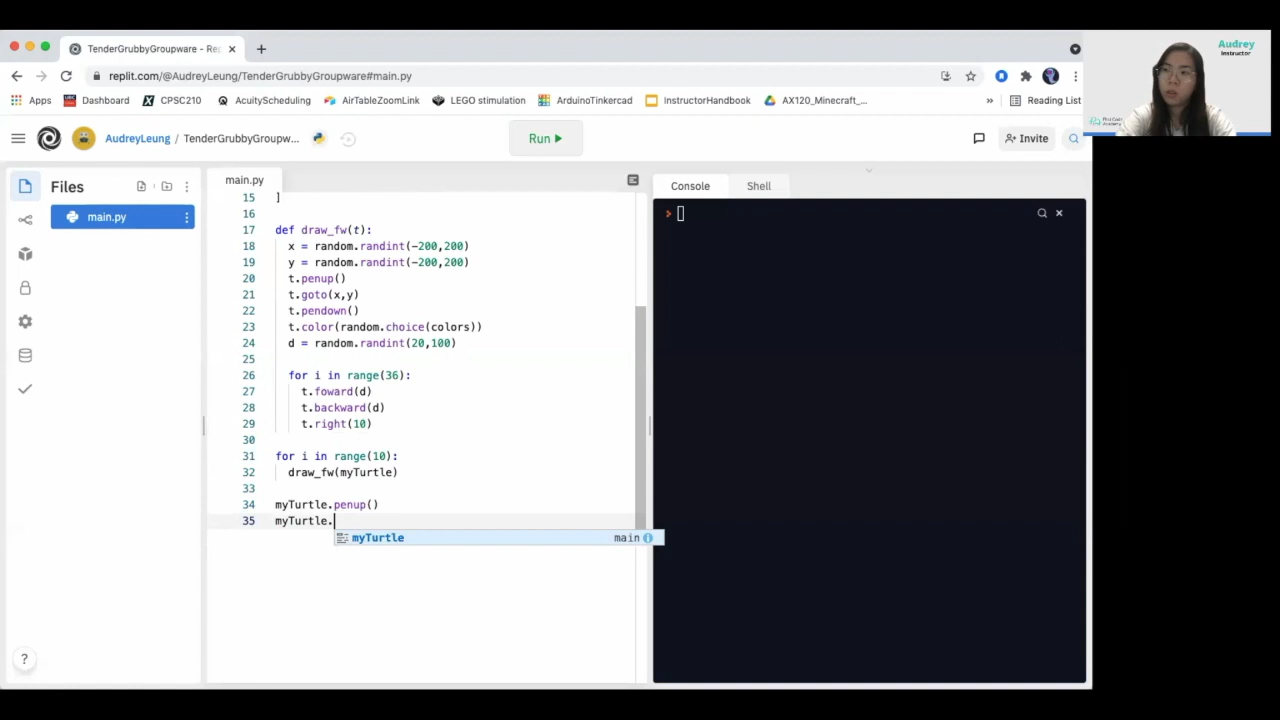 TenderGrubbyGroupware - Rep
Audrey
Instructor
replit.com/@AudreyLeung/TenderGrubbyGroupware#main.py
Apps
Dashboard
CPSC210
AcuityScheduling
AirTableZoomLink
LEGO stimulation
ArduinoTinkercad
InstructorHandbook
AX120_Minecraft_...
»
Reading List
AudreyLeung / TenderGrubbyGroupw...
Run
Invite
Files
main.py
main.py
Console
Shell
15 ]
16
17 def draw_fw(t):
18 x = random.randint(-200,200)
19 y = random.randint(-200,200)
20 t.penup()
21 t.goto(x,y)
22 t.pendown()
23 t.color(random.choice(colors))
24 d = random.randint(20,100)
25
26 for i in range(36):
27 t.foward(d)
28 t.backward(d)
29 t.right(10)
30
31 for i in range(10):
32 draw_fw(myTurtle)
33
34 myTurtle.penup()
35 myTurtle.
myTurtle main
?